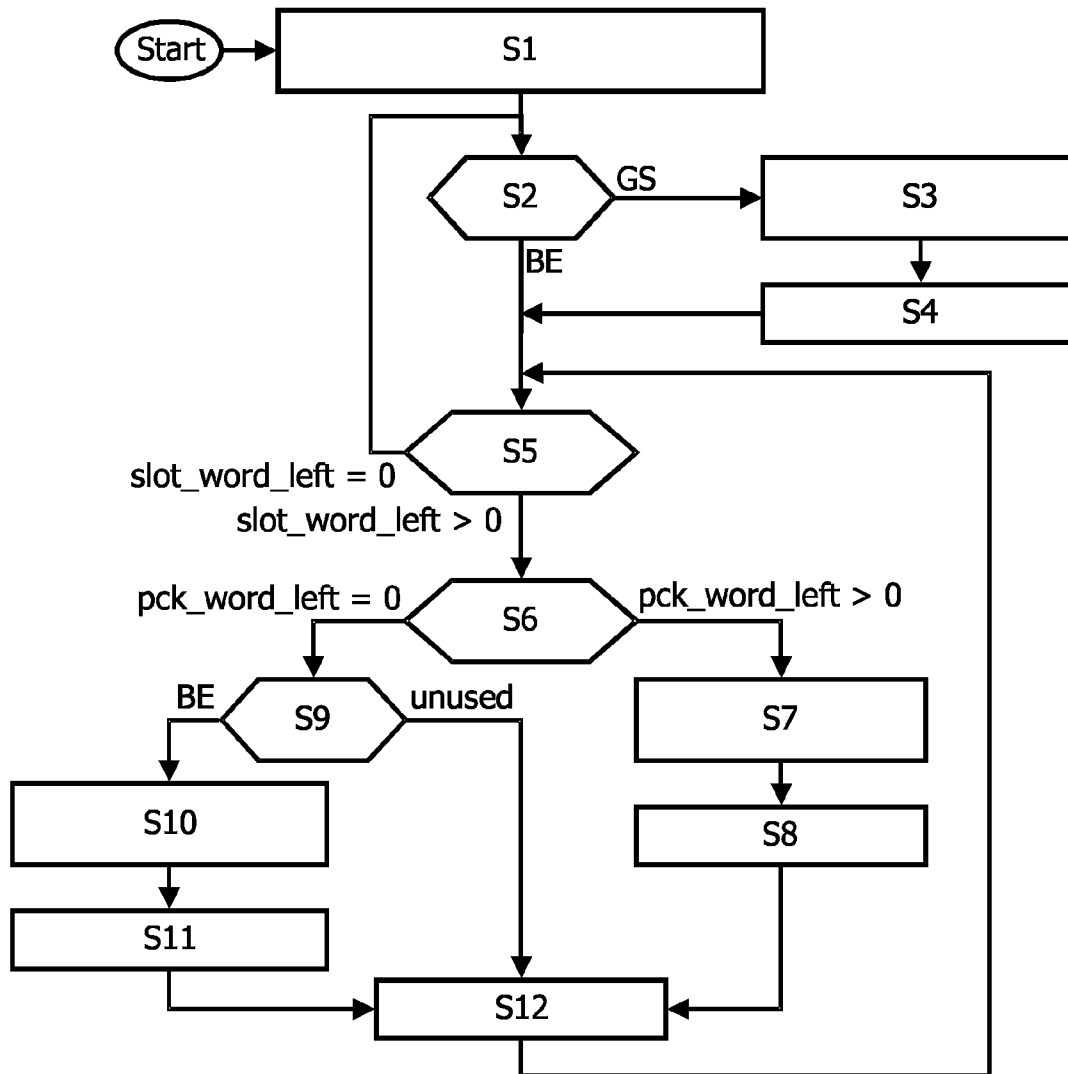 Start
S1
S2
GS
S3
BE
S4
S5
slot_word_left = 0
slot_word_left > 0
pck_word_left = 0
S6
pck_word_left > 0
BE
S9
unused
S7
S10
S8
S11
S12